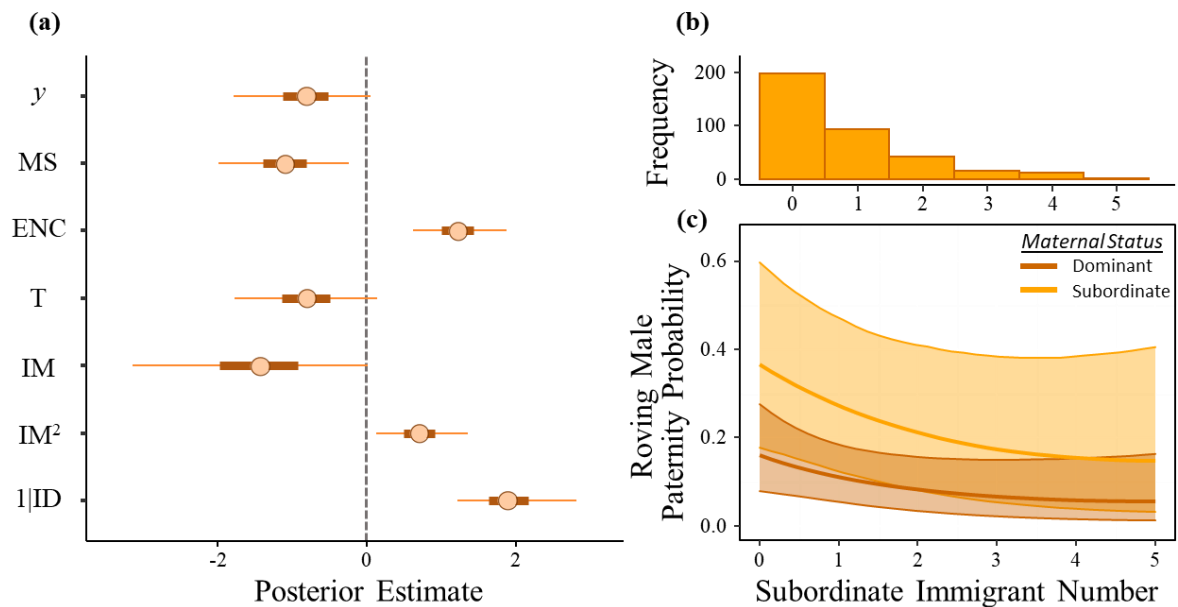 (a)
y
MS
ENC
T
IM
IM²
1|ID
-2 0 2
Posterior Estimate
(b)
Frequency
200
100
0
0 1 2 3 4 5
(c)
Roving Male
Paternity Probability
0.6
0.4
0.2
0.0
Maternal Status
Dominant
Subordinate
0 1 2 3 4 5
Subordinate Immigrant Number